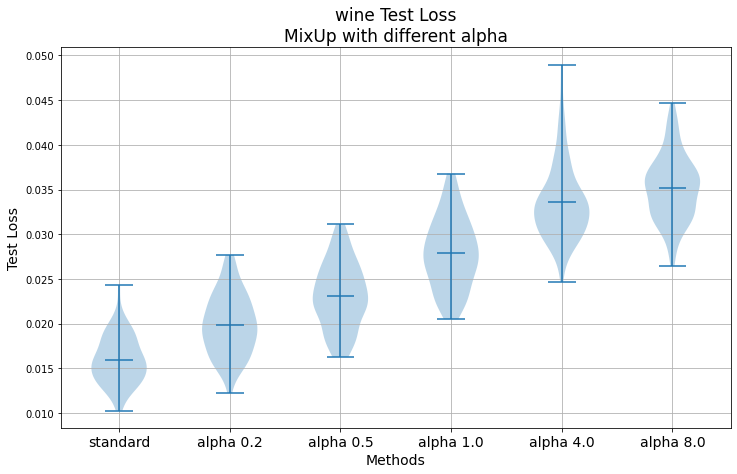 wine Test Loss
MixUp with different alpha
0.050
0.045
0.040
0.035
0.030
0.025
0.020
0.015
0.010
Test Loss
standard alpha 0.2 alpha 0.5 alpha 1.0 alpha 4.0 alpha 8.0
Methods